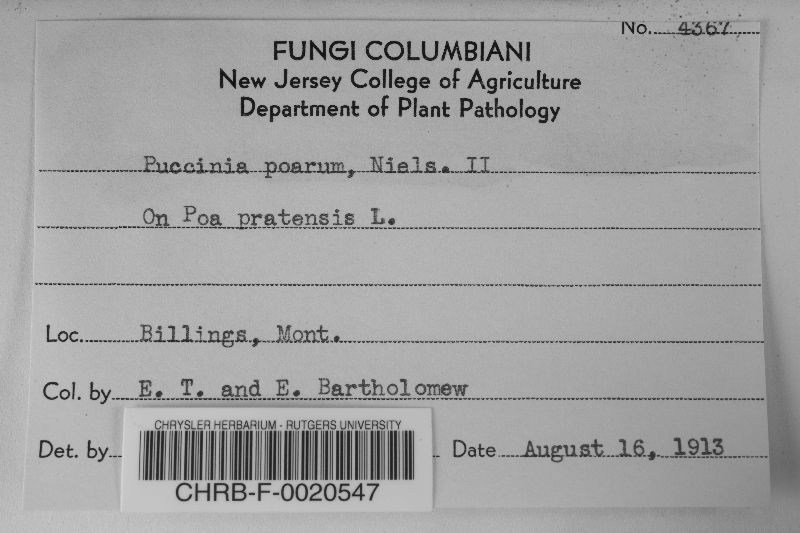 No. 4367
FUNGI COLUMBIANI
New Jersey College of Agriculture
Department of Plant Pathology
Puccinia poarum, Niels. II
On Poa pratensis L.
Loc. Billings, Mont.
Col. by E. T. and E. Bartholomew
Det. by
Date August 16, 1913
CHRYSLER HERBARIUM - RUTGERS UNIVERSITY
CHRB-F-0020547